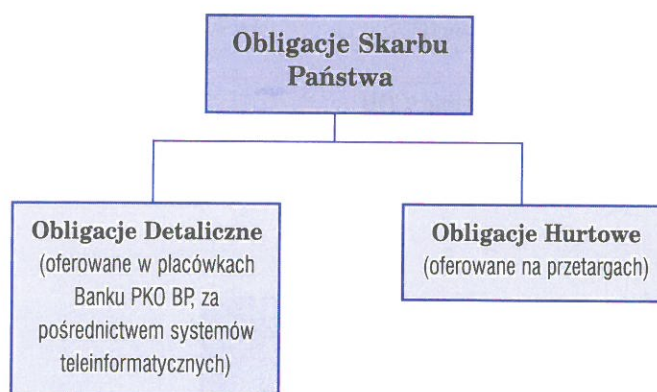 Obligacje Skarbu
Państwa
Obligacje Detaliczne
(oferowane w placówkach
Banku PKO BP, za
pośrednictwem systemów
teleinformatycznych)
Obligacje Hurtowe
(oferowane na przetargach)